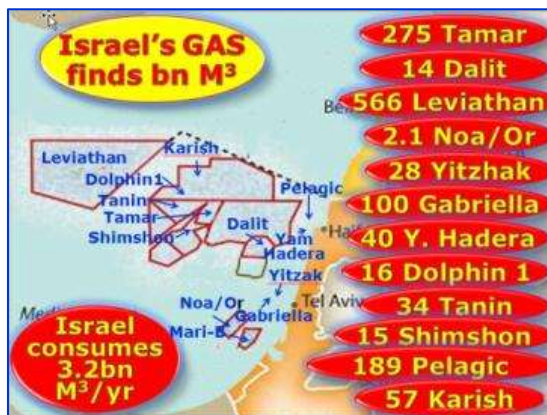 Israel's GAS
finds bn M³
275 Tamar
14 Dalit
566 Leviathan
2.1 Noa/Or
28 Yitzhak
100 Gabriella
40 Y. Hadera
16 Dolphin 1
34 Tanin
15 Shimshon
189 Pelagic
57 Karish
Karish
Leviathan
Dolphin1
Tanin
Tamar
Shimshon
Pelagic
Dalit
Yam
Hadera
Yitzak
Tel Aviv
Noa/Or
Gabriella
Mari-B
Israel
consumes
3.2bn
M³/yr